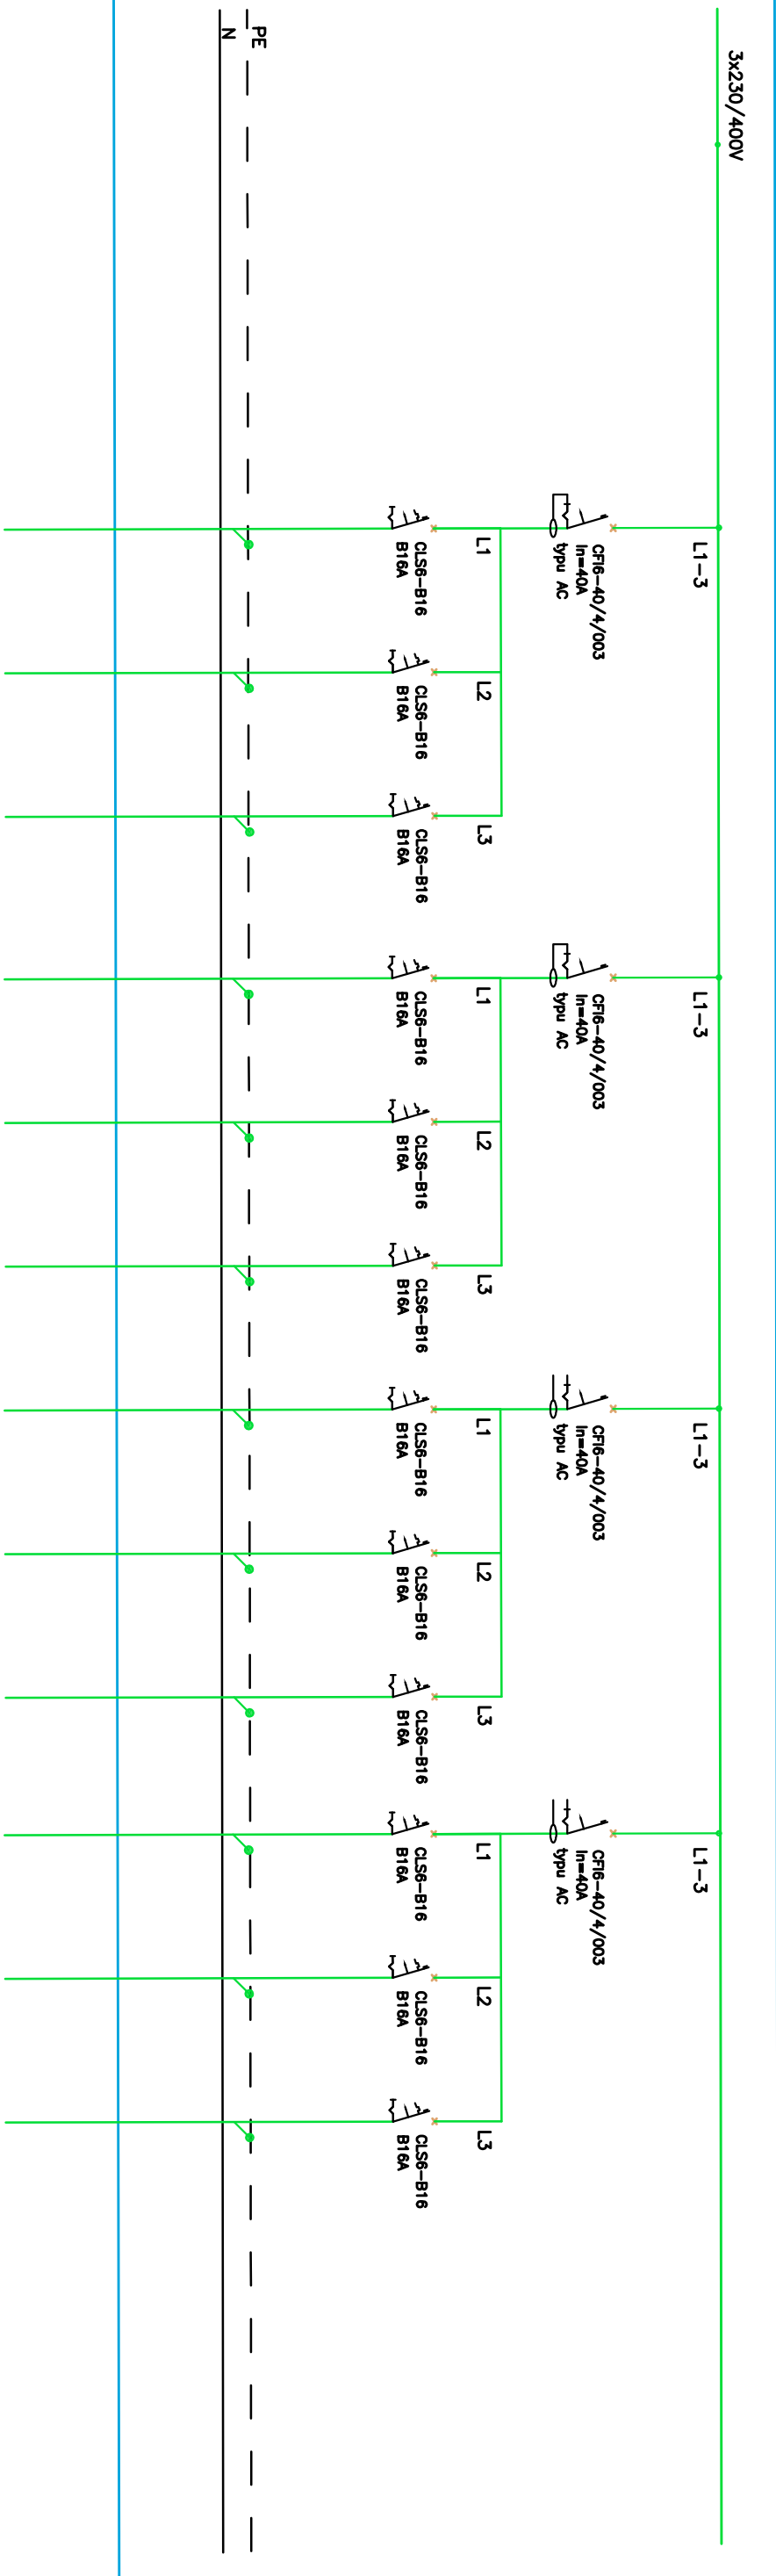 3x230/400V
PE
N
L1-3
CFI6-40/4/003
In=40A
typu AC
L1
CLS6-B16
B16A
L2
CLS6-B16
B16A
L3
CLS6-B16
B16A
L1-3
CFI6-40/4/003
In=40A
typu AC
L1
CLS6-B16
B16A
L2
CLS6-B16
B16A
L3
CLS6-B16
B16A
L1-3
CFI6-40/4/003
In=40A
typu AC
L1
CLS6-B16
B16A
L2
CLS6-B16
B16A
L3
CLS6-B16
B16A
L1-3
CFI6-40/4/003
In=40A
typu AC
L1
CLS6-B16
B16A
L2
CLS6-B16
B16A
L3
CLS6-B16
B16A